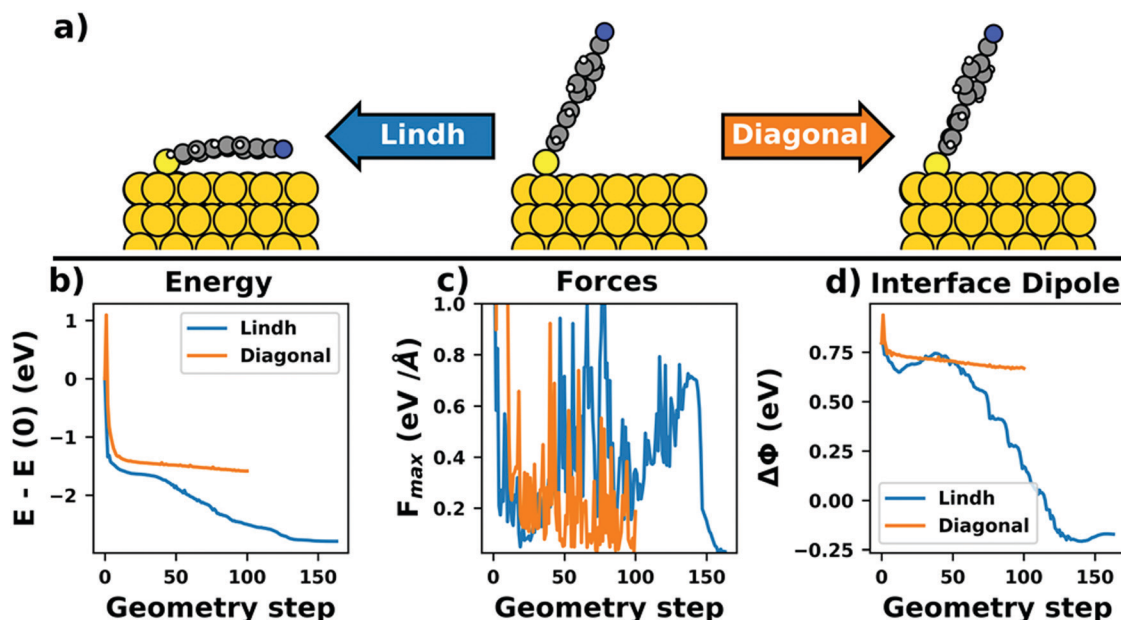 a)
Lindh
Diagonal
b)
Energy
E - E (0) (eV)
1
0
−1
−2
Lindh
Diagonal
0
50
100
150
Geometry step
c)
Forces
F_max (eV /Å)
1.0
0.8
0.6
0.4
0.2
0
50
100
150
Geometry step
d)
Interface Dipole
ΔΦ (eV)
0.75
0.50
0.25
0.00
−0.25
Lindh
Diagonal
0
50
100
150
Geometry step